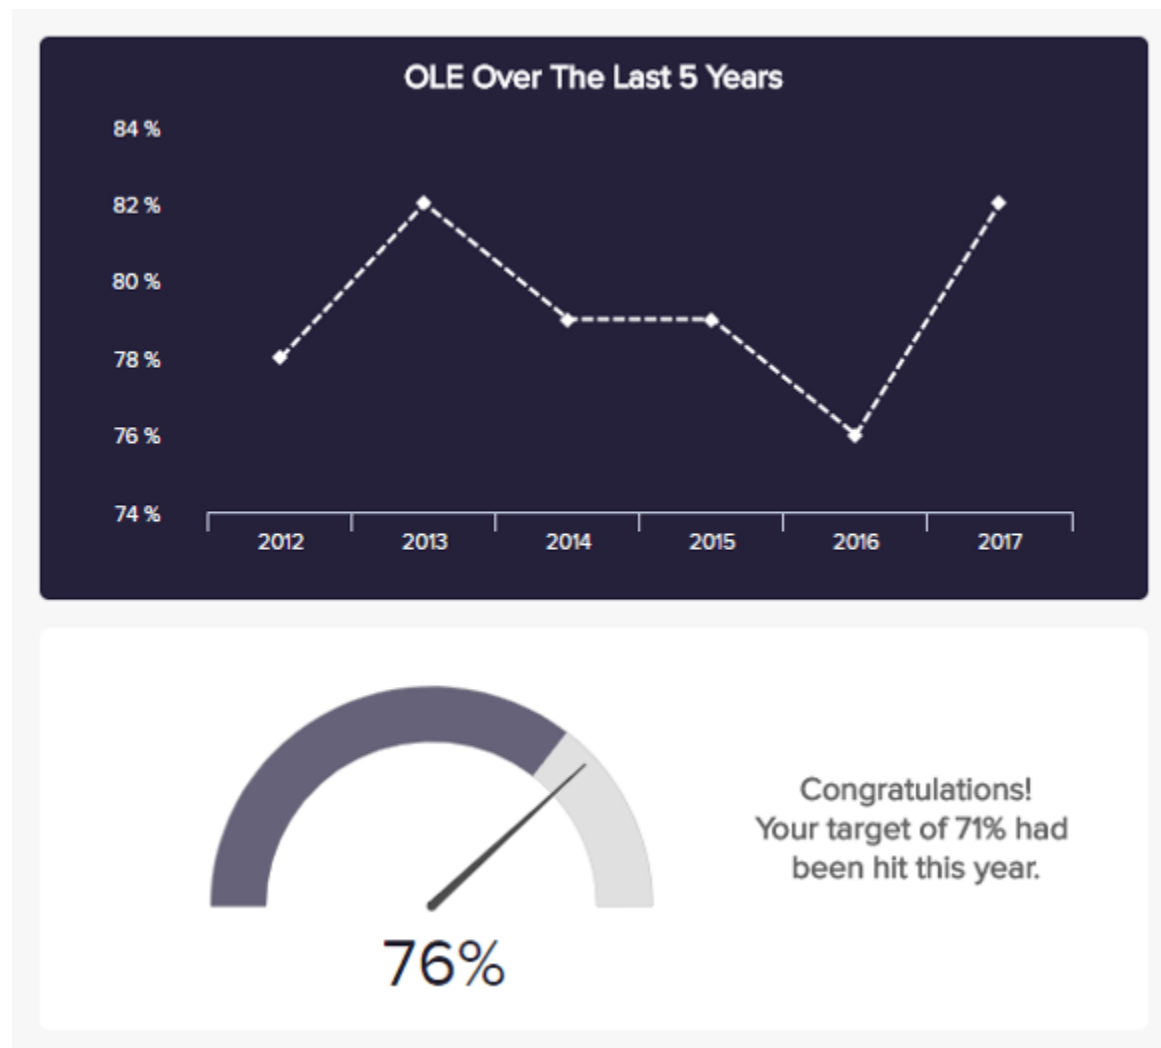 OLE Over The Last 5 Years
84 %
82 %
80 %
78 %
76 %
74 %
2012 2013 2014 2015 2016 2017
Congratulations!
Your target of 71% had
been hit this year.
76%